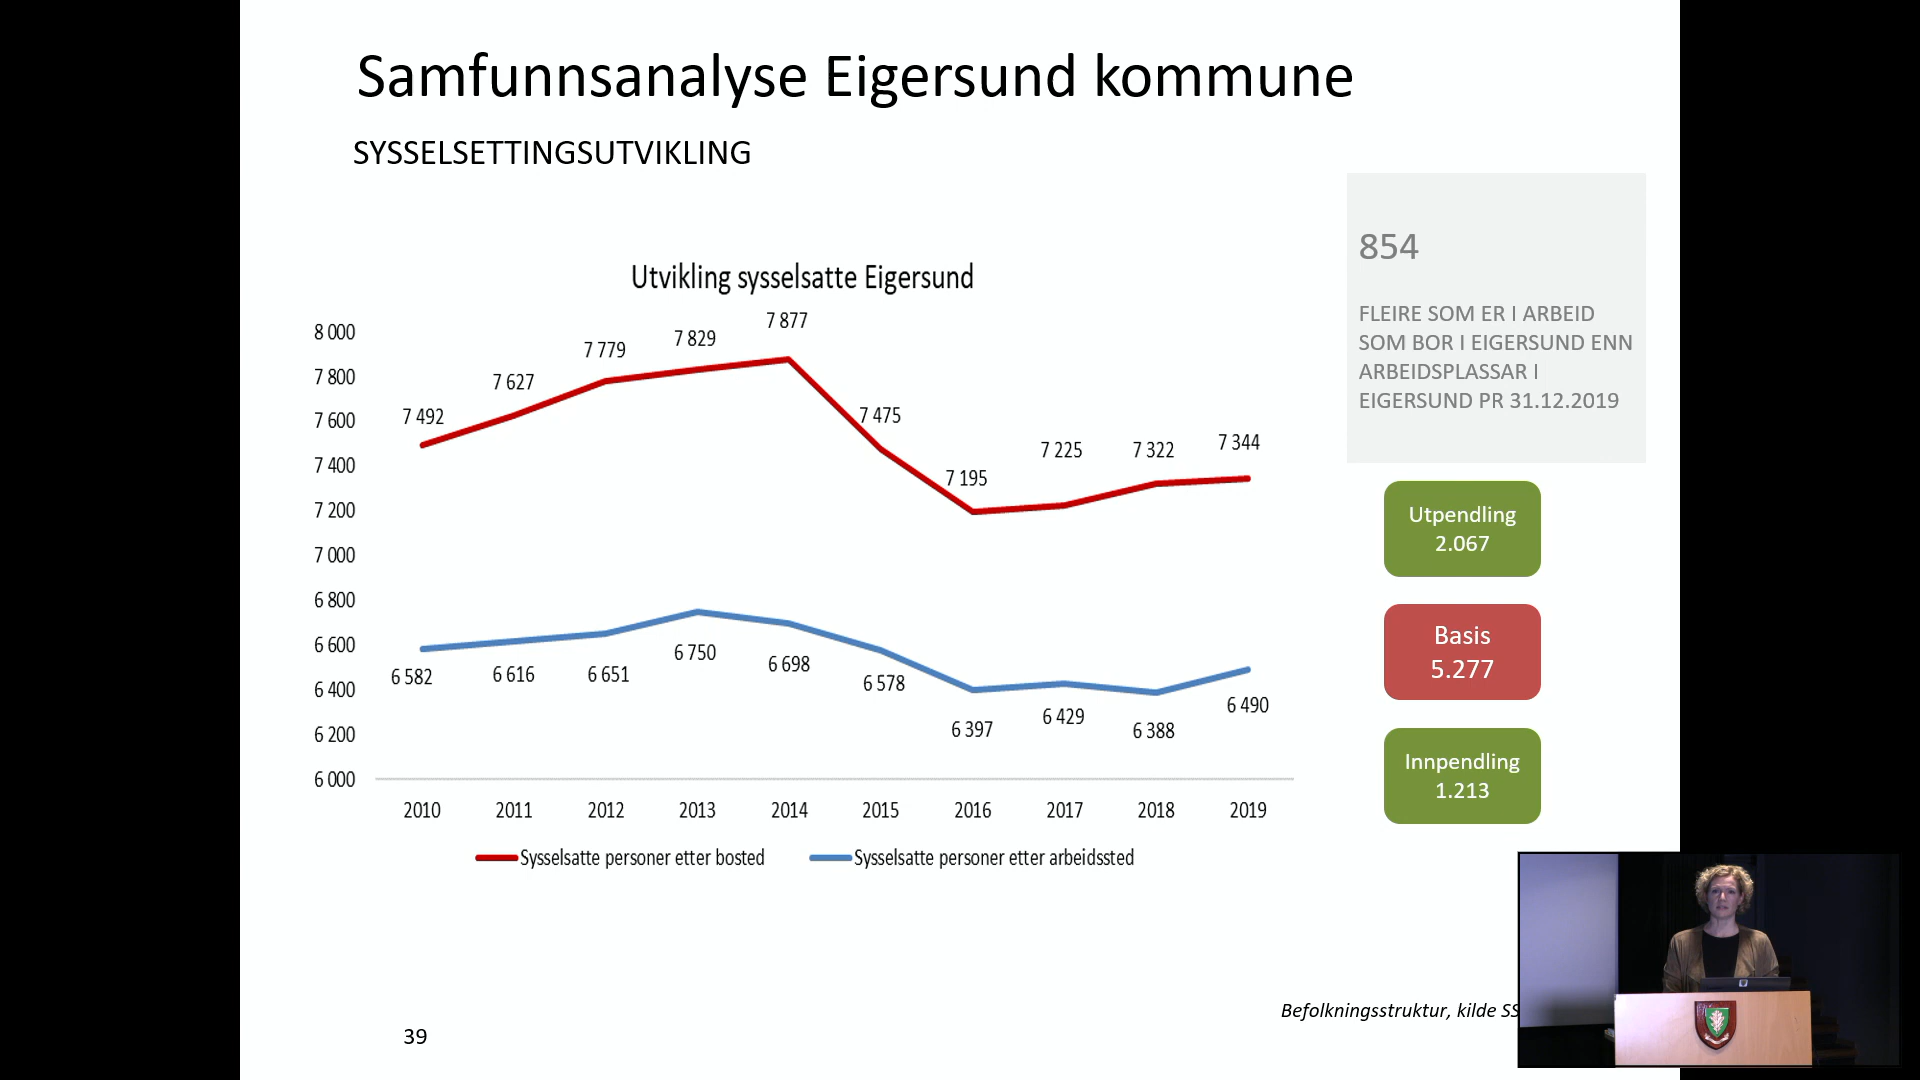 Samfunnsanalyse Eigersund kommune
SYSSELSETTINGSUTVIKLING
854
FLEIRE SOM ER I ARBEID
SOM BOR I EIGERSUND ENN
ARBEIDSPLASSAR I
EIGERSUND PR 31.12.2019
Utvikling sysselsatte Eigersund
8 000
7 800
7 600
7 400
7 200
7 000
6 800
6 600
6 400
6 200
6 000
7 492
7 627
7 779
7 829
7 877
7 475
7 195
7 225
7 322
7 344
6 582
6 616
6 651
6 750
6 698
6 578
6 397
6 429
6 388
6 490
2010 2011 2012 2013 2014 2015 2016 2017 2018 2019
Sysselsatte personer etter bosted Sysselsatte personer etter arbeidssted
Utpendling
2.067
Basis
5.277
Innpendling
1.213
Befolkningsstruktur, kilde
39